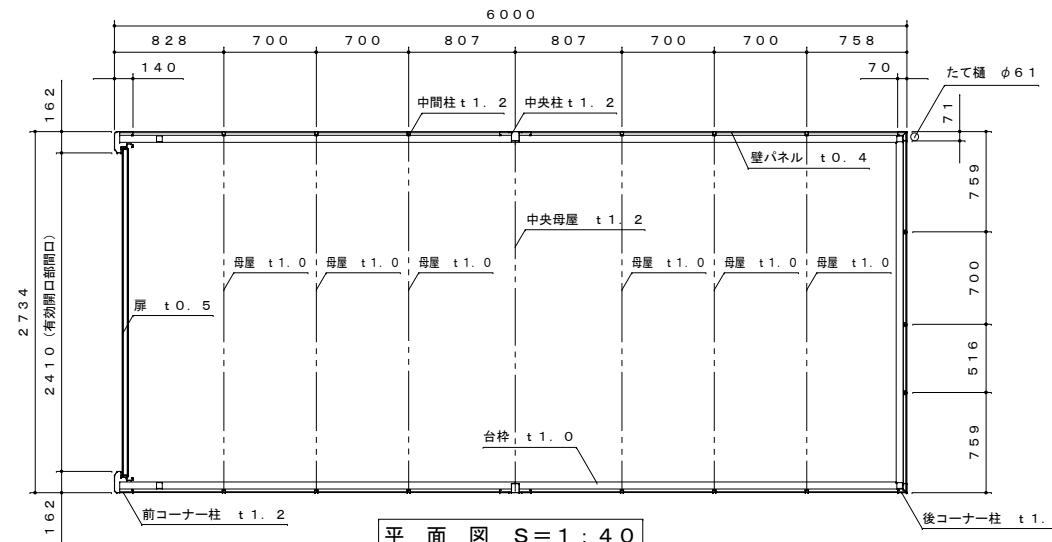 ６０００
８２８ ７００ ７００ ８０７ ８０７ ７００ ７００ ７５８
１４０
７０
たて樋 φ６１
１６２
７１
中間柱ｔ１．２
中央柱ｔ１．２
壁パネル ｔ０．４
７５９
中央母屋 ｔ１．２
母屋 ｔ１．０
母屋 ｔ１．０
母屋 ｔ１．０
母屋 ｔ１．０
母屋 ｔ１．０
母屋 ｔ１．０
７００
扉 ｔ０．５
２７３４
２４１０（有効開口部間口）
５１６
台枠 ｔ１．０
７５９
１６２
前コーナー柱 ｔ１．２
後コーナー柱 ｔ１．
平 面 図 Ｓ＝１：４０